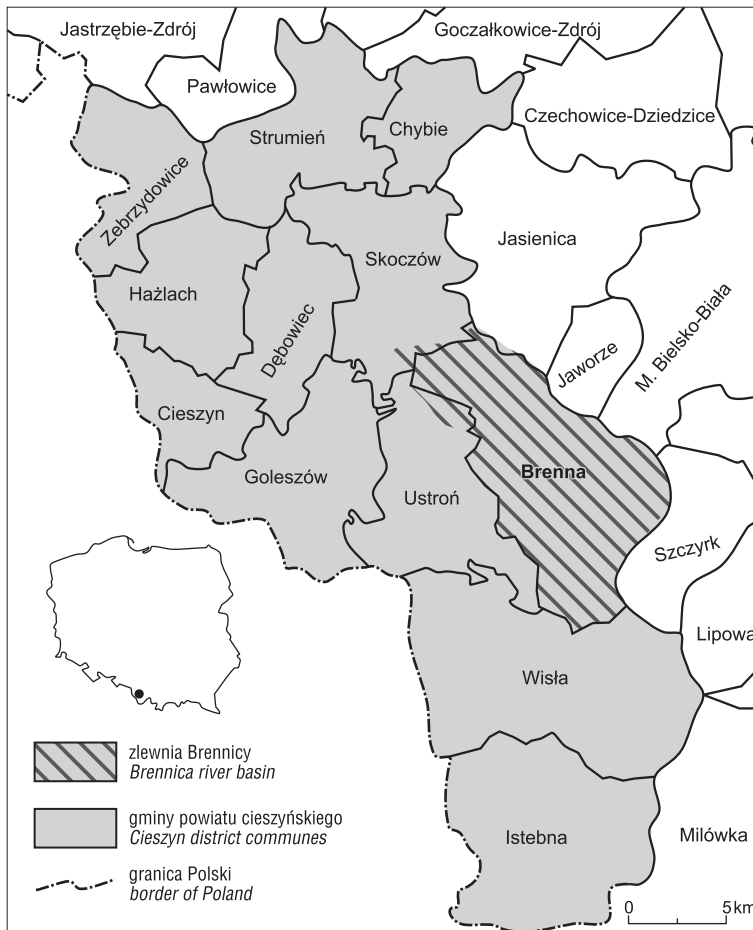 Jastrzębie-Zdrój
Goczałkowice-Zdrój
Pawłowice
Czechowice-Dziedzice
Strumień
Chybie
Zebrzydowice
Jasienica
Skoczów
Hażlach
Dębowiec
M. Bielsko-Biała
Jaworze
Cieszyn
Goleszów
Brenna
Ustroń
Szczyrk
Lipowa
Wisła
zlewnia Brennicy
Brennica river basin
gminy powiatu cieszyńskiego
Cieszyn district communes
Istebna
Milówka
granica Polski
border of Poland
0 5 km